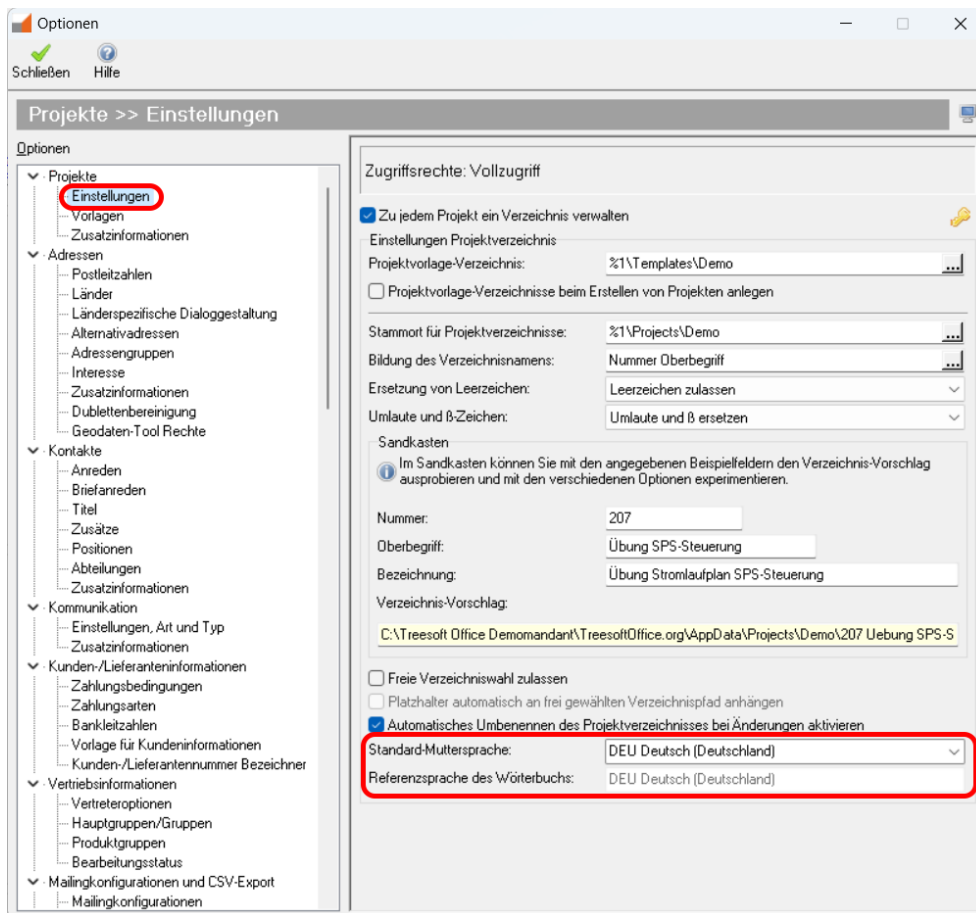 Optionen
Schließen
Hilfe
Projekte >> Einstellungen
Optionen
Projekte
Einstellungen
Vorlagen
Zusatzinformationen
Adressen
Postleitzahlen
Länder
Länderspezifische Dialoggestaltung
Alternativadressen
Adressengruppen
Interesse
Zusatzinformationen
Dublettenbereinigung
Geodaten-Tool Rechte
Kontakte
Anreden
Briefanreden
Titel
Zusätze
Positionen
Abteilungen
Zusatzinformationen
Kommunikation
Einstellungen, Art und Typ
Zusatzinformationen
Kunden-/Lieferanteninformationen
Zahlungsbedingungen
Zahlungsarten
Bankleitzahlen
Vorlage für Kundeninformationen
Kunden-/Lieferantennummer Bezeichner
Vertriebsinformationen
Vertreteroptionen
Hauptgruppen/Gruppen
Produktgruppen
Bearbeitungsstatus
Mailingkonfigurationen und CSV-Export
Mailingkonfigurationen
Zugriffsrechte: Vollzugriff
Zu jedem Projekt ein Verzeichnis verwalten
Einstellungen Projektverzeichnis
Projektvorlage-Verzeichnis: %1\Templates\Demo ...
Projektvorlage-Verzeichnisse beim Erstellen von Projekten anlegen
Stammort für Projektverzeichnisse: %1\Projects\Demo ...
Bildung des Verzeichnisnamens: Nummer Oberbegriff ...
Ersetzung von Leerzeichen: Leerzeichen zulassen
Umlaute und ß-Zeichen: Umlaute und ß ersetzen
Sandkasten
Im Sandkasten können Sie mit den angegebenen Beispielfeldern den Verzeichnis-Vorschlag
ausprobieren und mit den verschiedenen Optionen experimentieren.
Nummer: 207
Oberbegriff: Übung SPS-Steuerung
Bezeichnung: Übung Stromlaufplan SPS-Steuerung
Verzeichnis-Vorschlag:
C:\Treesoft Office Demomandant\TreesoftOffice.org\AppData\Projects\Demo\207 Uebung SPS-S
Freie Verzeichniswahl zulassen
Platzhalter automatisch an frei gewählten Verzeichnispfad anhängen
Automatisches Umbenennen des Projektverzeichnisses bei Änderungen aktivieren
Standard-Muttersprache: DEU Deutsch (Deutschland)
Referenzsprache des Wörterbuchs: DEU Deutsch (Deutschland)